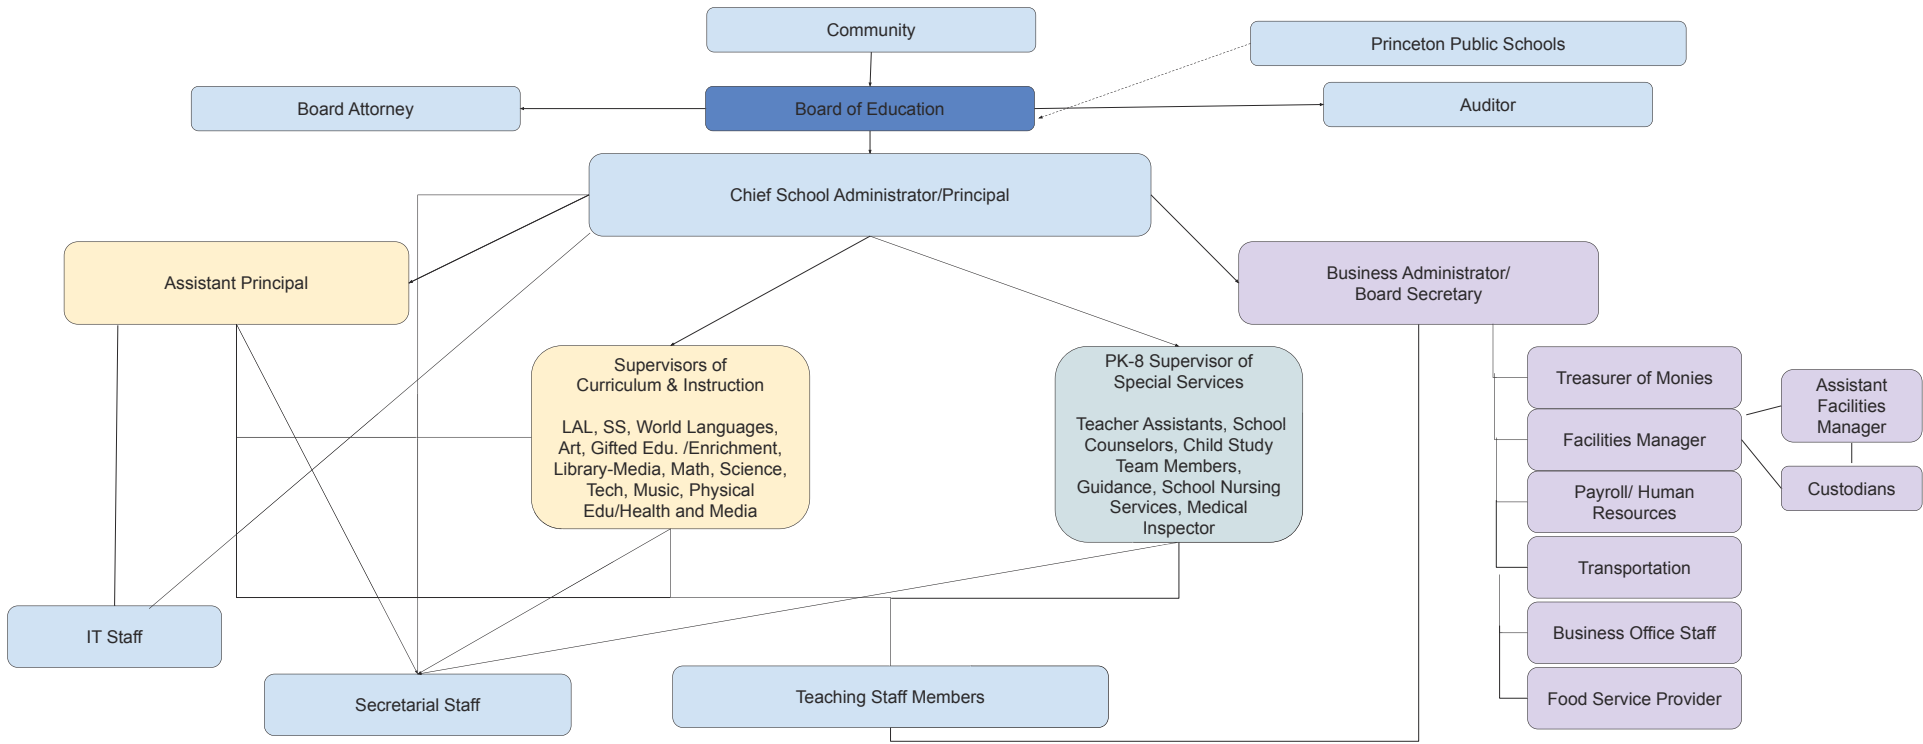 Community
Princeton Public Schools
Board Attorney
Board of Education
Auditor
Chief School Administrator/Principal
Assistant Principal
Business Administrator/
Board Secretary
Supervisors of
Curriculum & Instruction
LAL, SS, World Languages,
Art, Gifted Edu. /Enrichment,
Library-Media, Math, Science,
Tech, Music, Physical
Edu/Health and Media
PK-8 Supervisor of
Special Services
Teacher Assistants, School
Counselors, Child Study
Team Members,
Guidance, School Nursing
Services, Medical
Inspector
Treasurer of Monies
Facilities Manager
Assistant
Facilities
Manager
Custodians
Payroll/ Human
Resources
Transportation
Business Office Staff
Food Service Provider
IT Staff
Secretarial Staff
Teaching Staff Members